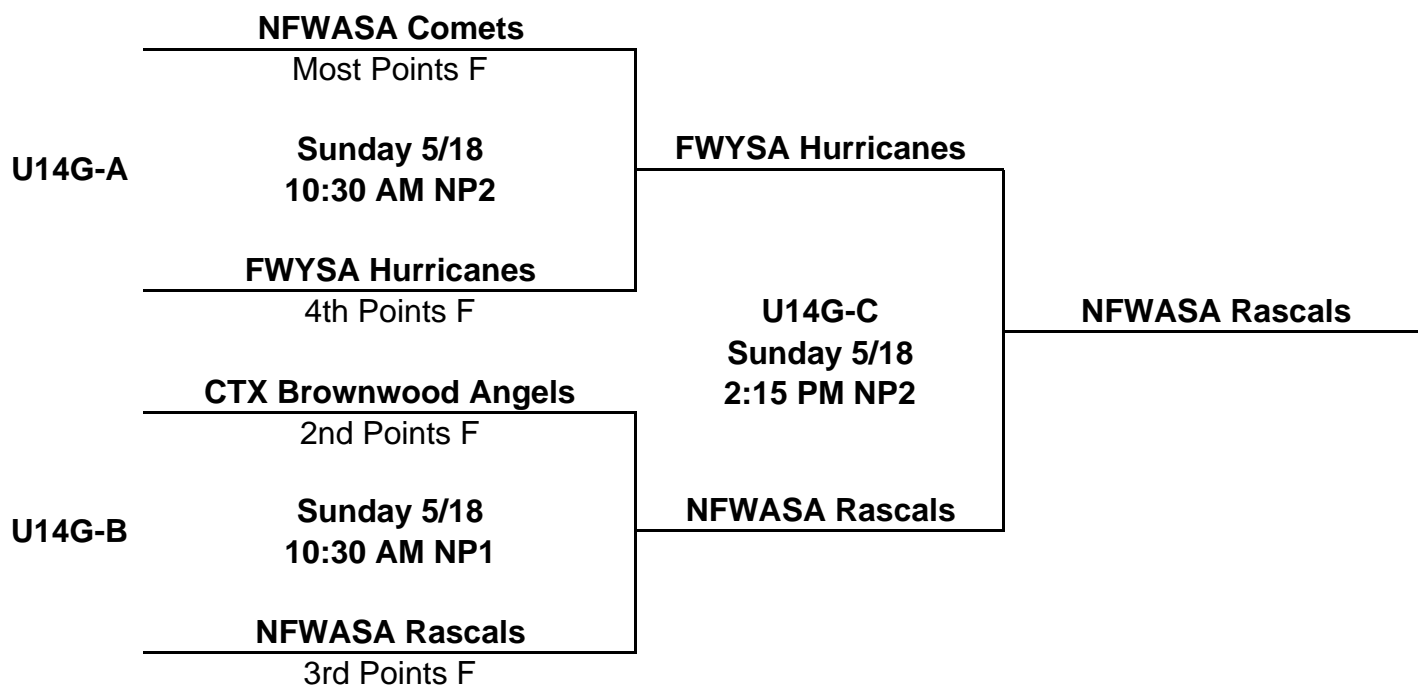 NFWASA Comets
Most Points F
U14G-A
Sunday 5/18
10:30 AM NP2
FWYSA Hurricanes
4th Points F
FWYSA Hurricanes
CTX Brownwood Angels
2nd Points F
U14G-B
Sunday 5/18
10:30 AM NP1
NFWASA Rascals
3rd Points F
NFWASA Rascals
U14G-C
Sunday 5/18
2:15 PM NP2
NFWASA Rascals